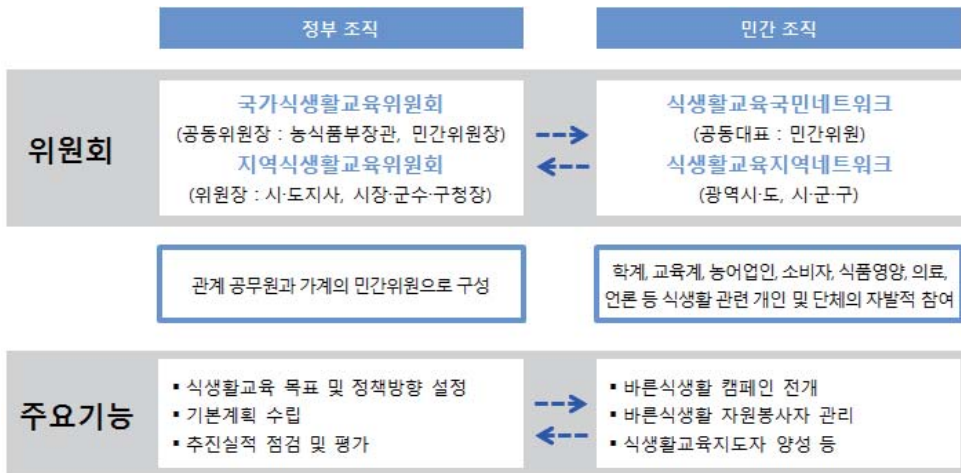 정부 조직
민간 조직
위원회
국가식생활교육위원회
(공동위원장 : 농식품부장관, 민간위원장)
지역식생활교육위원회
(위원장 : 시·도지사, 시장·군수·구청장)
식생활교육국민네트워크
(공동대표 : 민간위원)
식생활교육지역네트워크
(광역시·도, 시·군·구)
관계 공무원과 가계의 민간위원으로 구성
학계, 교육계, 농어업인, 소비자, 식품영양, 의료,
언론 등 식생활 관련 개인 및 단체의 자발적 참여
주요기능
▪ 식생활교육 목표 및 정책방향 설정
▪ 기본계획 수립
▪ 추진실적 점검 및 평가
▪ 바른식생활 캠페인 전개
▪ 바른식생활 자원봉사자 관리
▪ 식생활교육지도자 양성 등